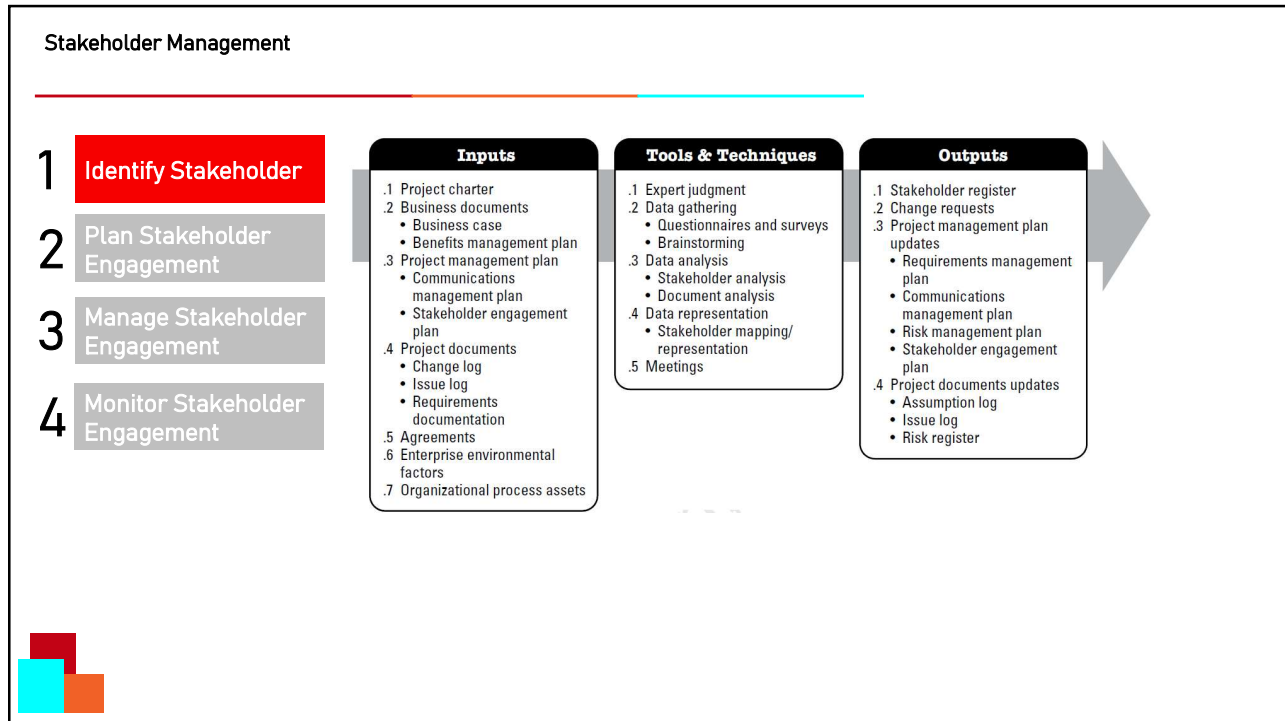 Stakeholder Management
1
Identify Stakeholder
2
Plan Stakeholder
Engagement
3
Manage Stakeholder
Engagement
4
Monitor Stakeholder
Engagement
Inputs
.1 Project charter
.2 Business documents
• Business case
• Benefits management plan
.3 Project management plan
• Communications
management plan
• Stakeholder engagement
plan
.4 Project documents
• Change log
• Issue log
• Requirements
documentation
.5 Agreements
.6 Enterprise environmental
factors
.7 Organizational process assets
Tools & Techniques
.1 Expert judgment
.2 Data gathering
• Questionnaires and surveys
• Brainstorming
.3 Data analysis
• Stakeholder analysis
• Document analysis
.4 Data representation
• Stakeholder mapping/
representation
.5 Meetings
Outputs
.1 Stakeholder register
.2 Change requests
.3 Project management plan
updates
• Requirements management
plan
• Communications
management plan
• Risk management plan
• Stakeholder engagement
plan
.4 Project documents updates
• Assumption log
• Issue log
• Risk register